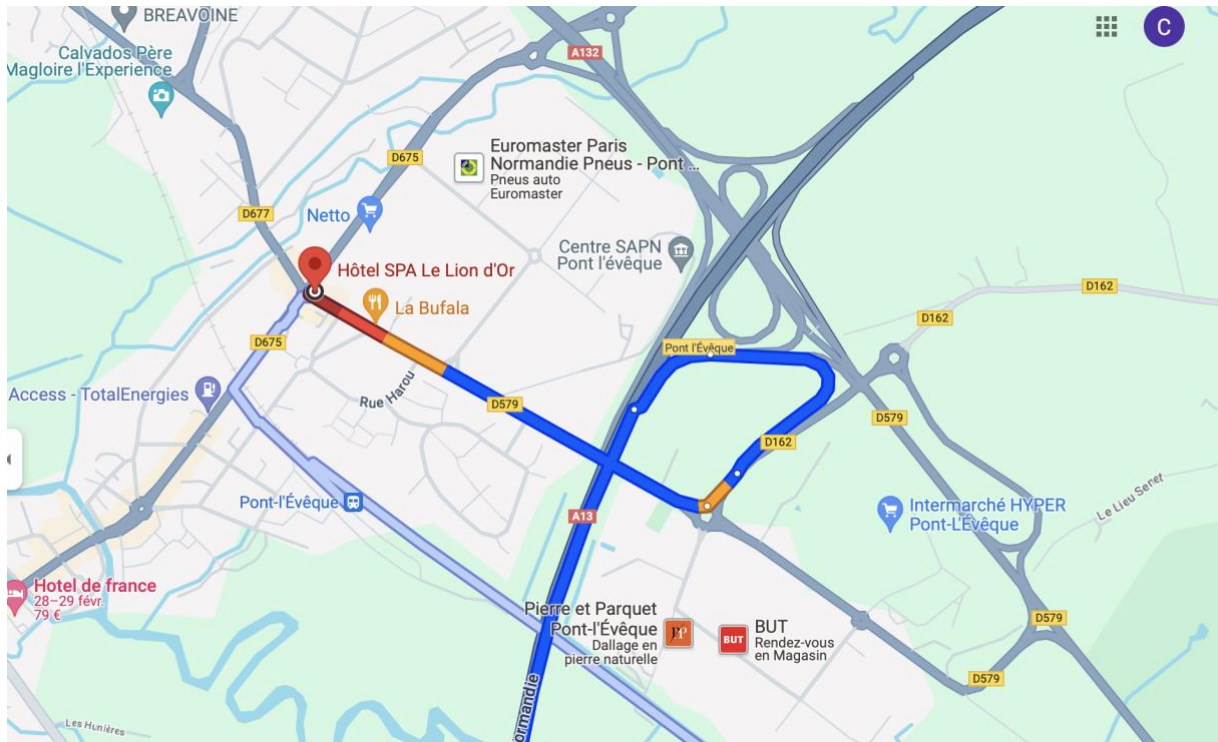 BREAVOINE
C
Calvados Père
Magloire l'Experience
A132
D675
Euromaster Paris
Normandie Pneus - Pont ...
Pneus auto
Euromaster
D677
Netto
Centre SAPN
Pont l'évêque
Hôtel SPA Le Lion d'Or
D162
La Bufala
D162
D675
Pont l'Évêque
Access - TotalEnergies
Rue Harou
D579
D579
D162
Pont-l'Évêque
A13
Intermarché HYPER
Pont-L'Évêque
Le Lieu Sener
Hotel de france
28–29 févr.
79 €
Pierre et Parquet
Pont-l'Évêque
Dallage en
pierre naturelle
BUT
BUT
Rendez-vous
en Magasin
D579
D579
ormandie
Les Hunières